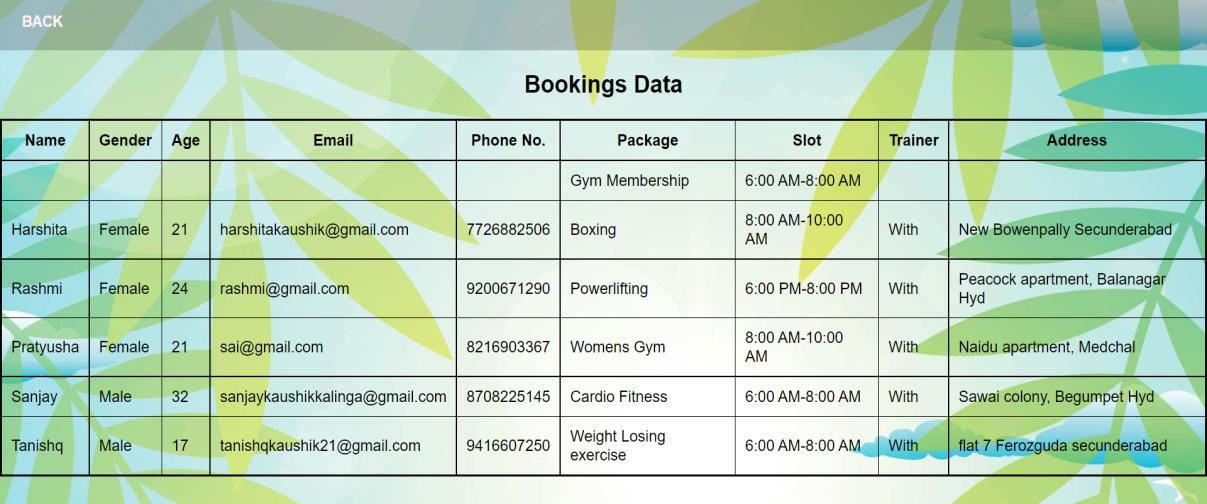 BACK
Bookings Data
Name Gender Age Email Phone No. Package Slot Trainer Address
Gym Membership 6:00 AM-8:00 AM
Harshita Female 21 harshitakaushik@gmail.com 7726882506 Boxing 8:00 AM-10:00
AM With New Bowenpally Secunderabad
Rashmi Female 24 rashmi@gmail.com 9200671290 Powerlifting 6:00 PM-8:00 PM With Peacock apartment, Balanagar
Hyd
Pratyusha Female 21 sai@gmail.com 8216903367 Womens Gym 8:00 AM-10:00
AM With Naidu apartment, Medchal
Sanjay Male 32 sanjaykaushikkalinga@gmail.com 8708225145 Cardio Fitness 6:00 AM-8:00 AM With Sawai colony, Begumpet Hyd
Tanishq Male 17 tanishqkaushik21@gmail.com 9416607250 Weight Losing
exercise 6:00 AM-8:00 AM With flat 7 Ferozguda secunderabad